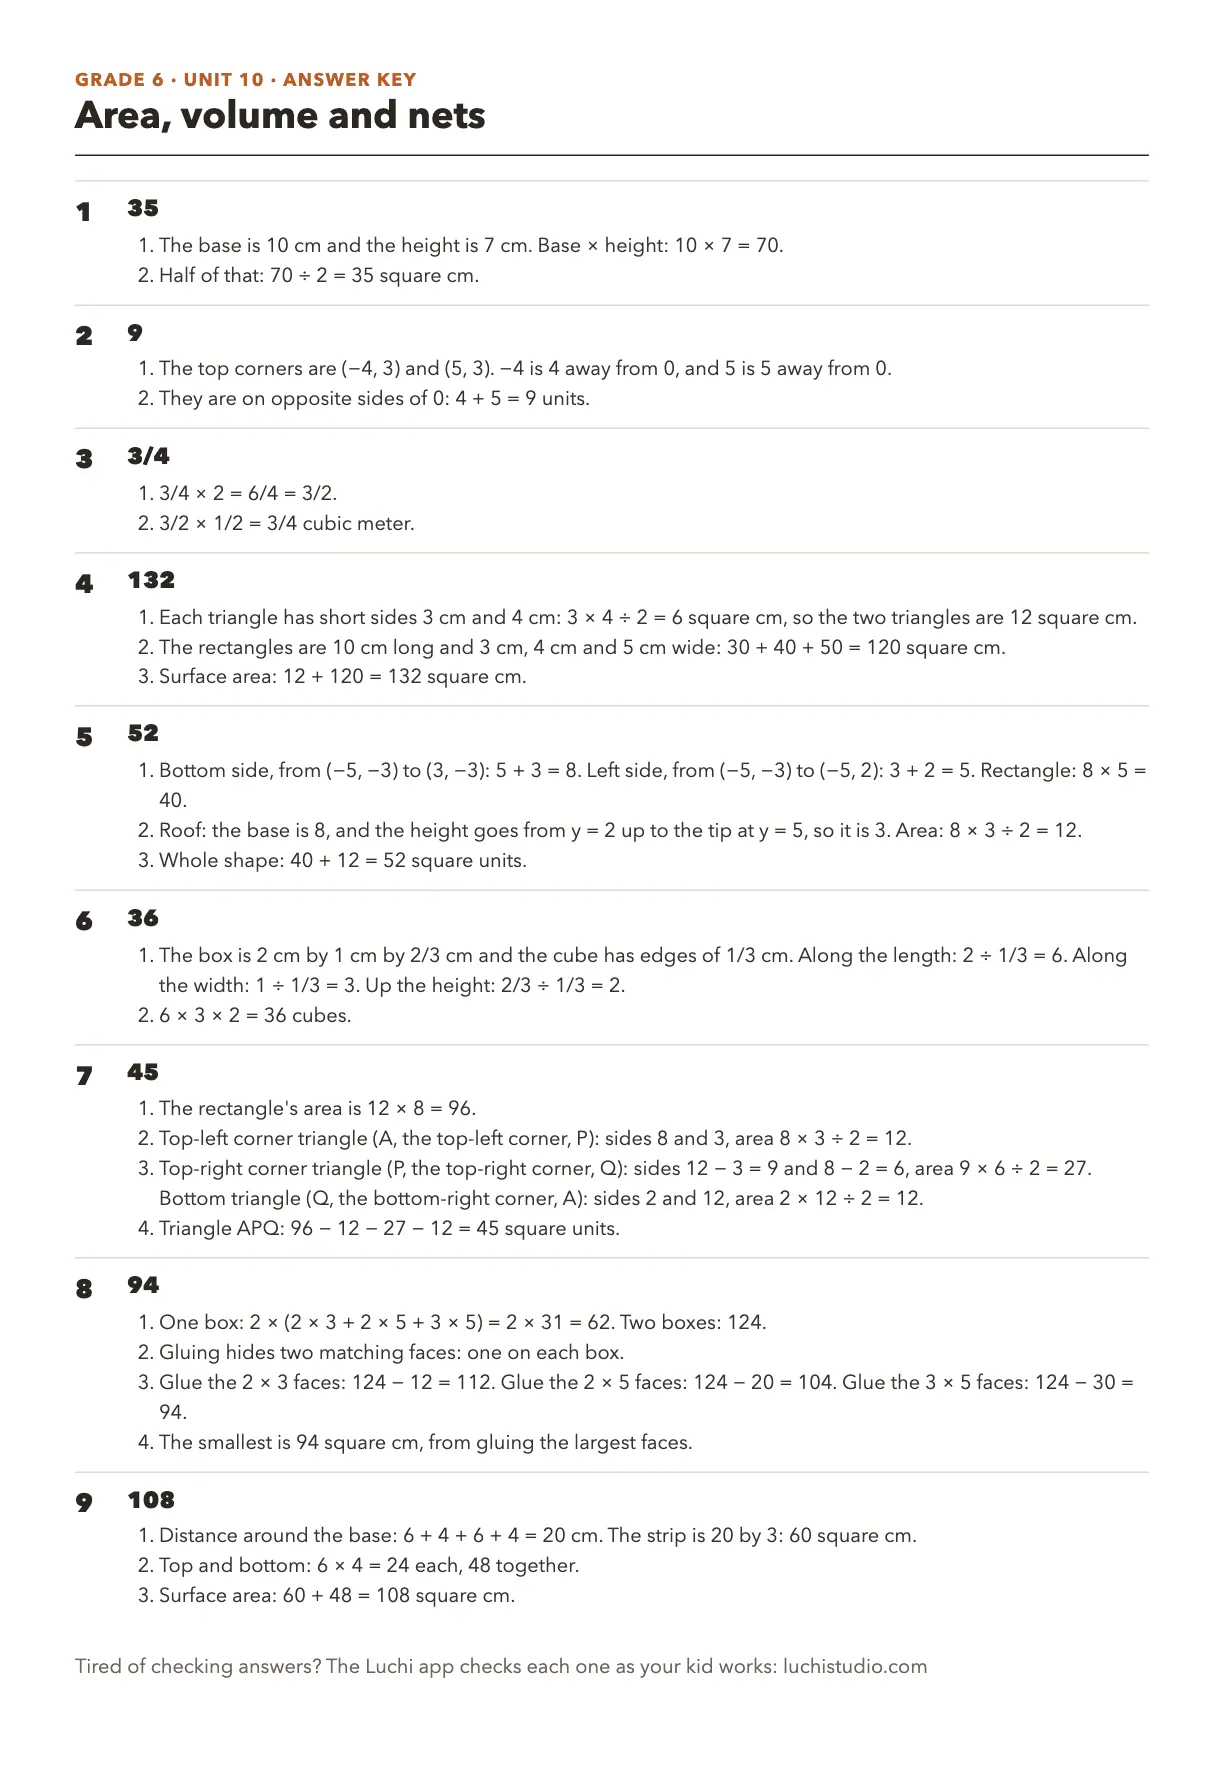 GRADE 6 · UNIT 10 · ANSWER KEY
Area, volume and nets
1 35
1. The base is 10 cm and the height is 7 cm. Base × height: 10 × 7 = 70.
2. Half of that: 70 ÷ 2 = 35 square cm.
2 9
1. The top corners are (−4, 3) and (5, 3). −4 is 4 away from 0, and 5 is 5 away from 0.
2. They are on opposite sides of 0: 4 + 5 = 9 units.
3 3/4
1. 3/4 × 2 = 6/4 = 3/2.
2. 3/2 × 1/2 = 3/4 cubic meter.
4 132
1. Each triangle has short sides 3 cm and 4 cm: 3 × 4 ÷ 2 = 6 square cm, so the two triangles are 12 square cm.
2. The rectangles are 10 cm long and 3 cm, 4 cm and 5 cm wide: 30 + 40 + 50 = 120 square cm.
3. Surface area: 12 + 120 = 132 square cm.
5 52
1. Bottom side, from (−5, −3) to (3, −3): 5 + 3 = 8. Left side, from (−5, −3) to (−5, 2): 3 + 2 = 5. Rectangle: 8 × 5 =
40.
2. Roof: the base is 8, and the height goes from y = 2 up to the tip at y = 5, so it is 3. Area: 8 × 3 ÷ 2 = 12.
3. Whole shape: 40 + 12 = 52 square units.
6 36
1. The box is 2 cm by 1 cm by 2/3 cm and the cube has edges of 1/3 cm. Along the length: 2 ÷ 1/3 = 6. Along
the width: 1 ÷ 1/3 = 3. Up the height: 2/3 ÷ 1/3 = 2.
2. 6 × 3 × 2 = 36 cubes.
7 45
1. The rectangle's area is 12 × 8 = 96.
2. Top-left corner triangle (A, the top-left corner, P): sides 8 and 3, area 8 × 3 ÷ 2 = 12.
3. Top-right corner triangle (P, the top-right corner, Q): sides 12 − 3 = 9 and 8 − 2 = 6, area 9 × 6 ÷ 2 = 27.
Bottom triangle (Q, the bottom-right corner, A): sides 2 and 12, area 2 × 12 ÷ 2 = 12.
4. Triangle APQ: 96 − 12 − 27 − 12 = 45 square units.
8 94
1. One box: 2 × (2 × 3 + 2 × 5 + 3 × 5) = 2 × 31 = 62. Two boxes: 124.
2. Gluing hides two matching faces: one on each box.
3. Glue the 2 × 3 faces: 124 − 12 = 112. Glue the 2 × 5 faces: 124 − 20 = 104. Glue the 3 × 5 faces: 124 − 30 =
94.
4. The smallest is 94 square cm, from gluing the largest faces.
9 108
1. Distance around the base: 6 + 4 + 6 + 4 = 20 cm. The strip is 20 by 3: 60 square cm.
2. Top and bottom: 6 × 4 = 24 each, 48 together.
3. Surface area: 60 + 48 = 108 square cm.
Tired of checking answers? The Luchi app checks each one as your kid works: luchistudio.com